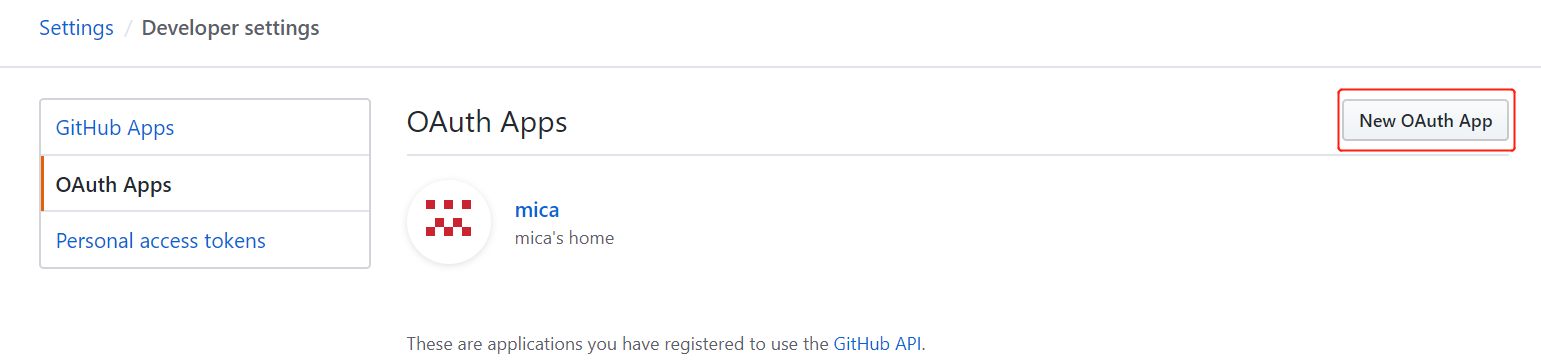 Settings / Developer settings
GitHub Apps
OAuth Apps
Personal access tokens
OAuth Apps
New OAuth App
mica
mica's home
These are applications you have registered to use the GitHub API.